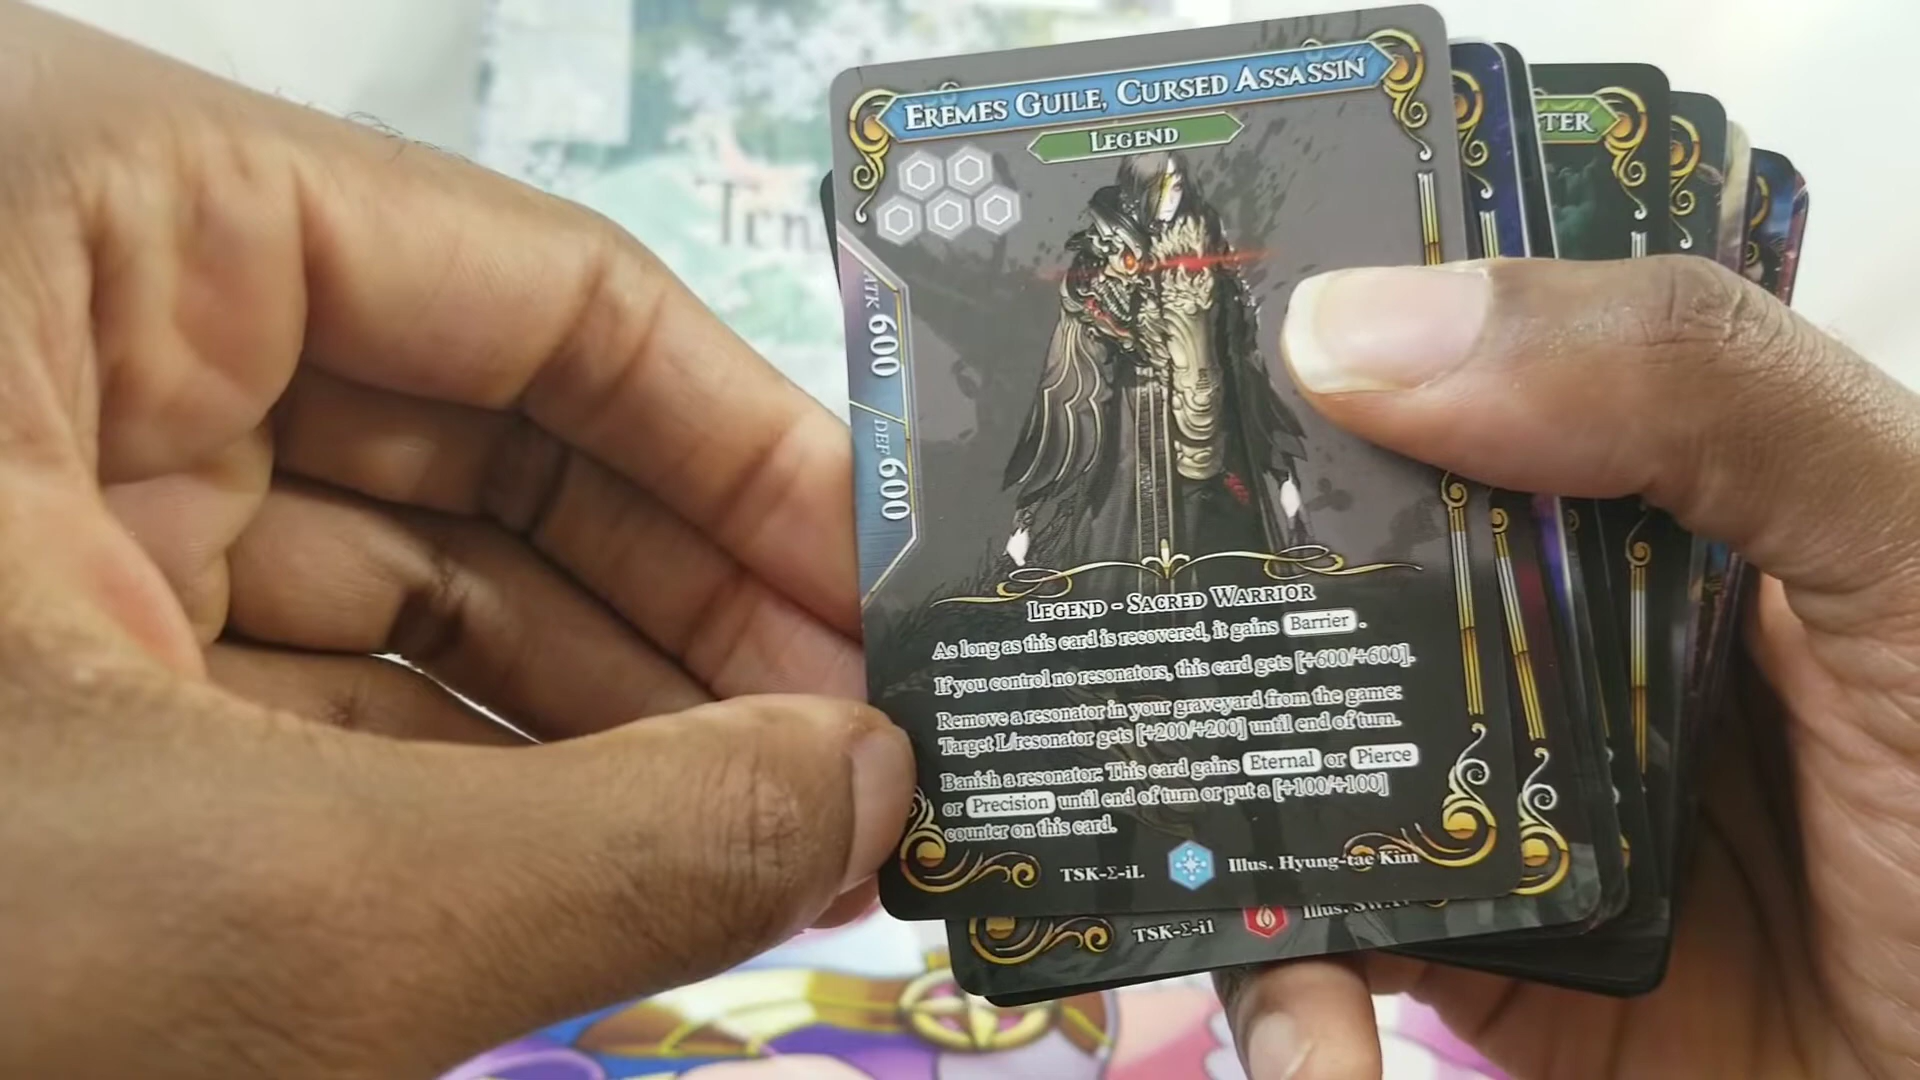 EREMES GUILE, CURSED ASSASSIN
LEGEND
TER
Ten
ATK 600
DEF 600
LEGEND - SACRED WARRIOR
As long as this card is recovered, it gains Barrier .
If you control no resonators, this card gets [+600/+600].
Remove a resonator in your graveyard from the game:
Target L/resonator gets [+200/+200] until end of turn.
Banish a resonator: This card gains Eternal or Pierce
or Precision until end of turn or put a [+100/+100]
counter on this card.
TSK-Σ-iL Illus. Hyung-tae Kim
TSK-Σ-i1 Illus.